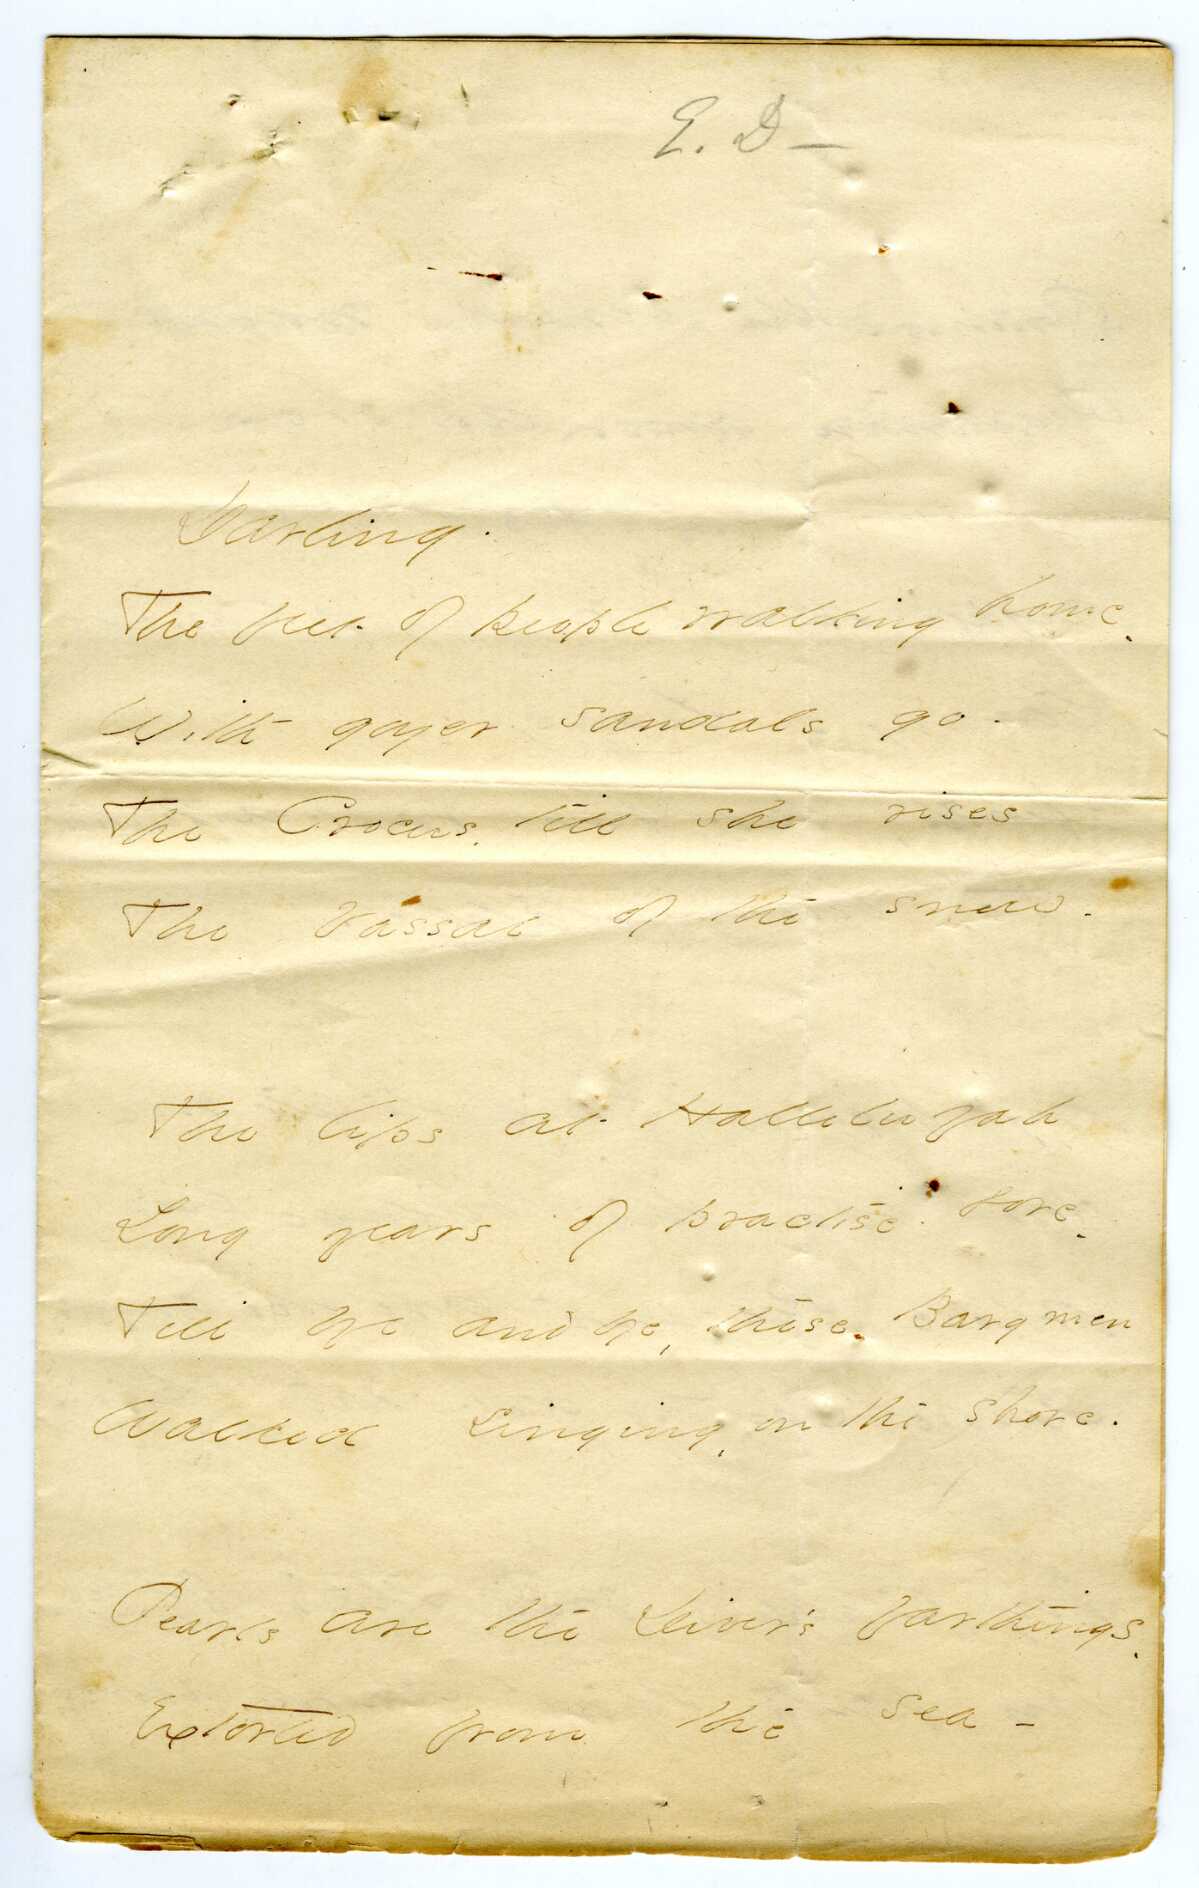 E. D —
Darling.
The feet of people walking home,
With gayer sandals go.
The Crocus, till she rises
The Vassal of the snow.
The lips at Hallelujah
Long years of practise bore,
Till bye and bye, these, Bargmen
Walked singing, on the shore.
Pearls are the Diver's farthings,
Extorted from the sea —